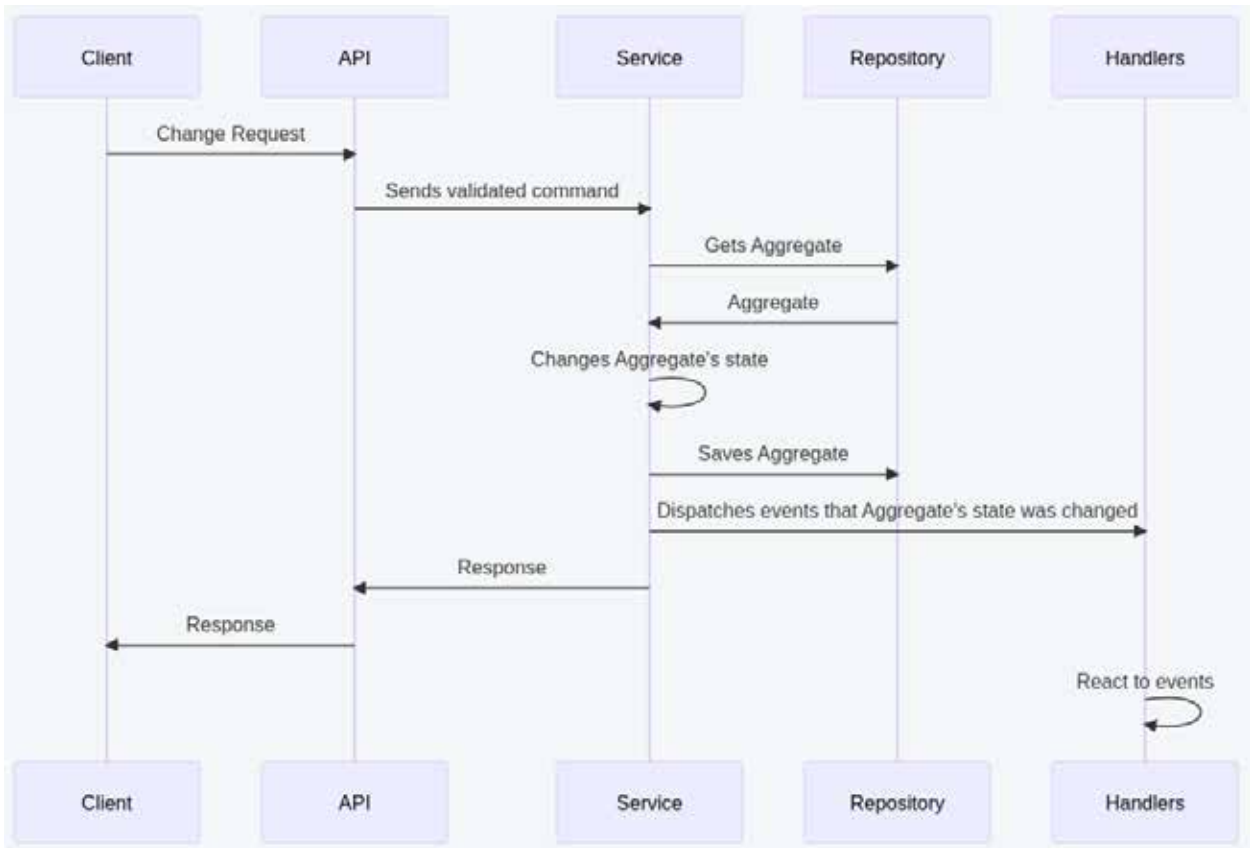 Client
API
Service
Repository
Handlers
Change Request
Sends validated command
Gets Aggregate
Aggregate
Changes Aggregate's state
Saves Aggregate
Dispatches events that Aggregate's state was changed
Response
Response
React to events
Client
API
Service
Repository
Handlers